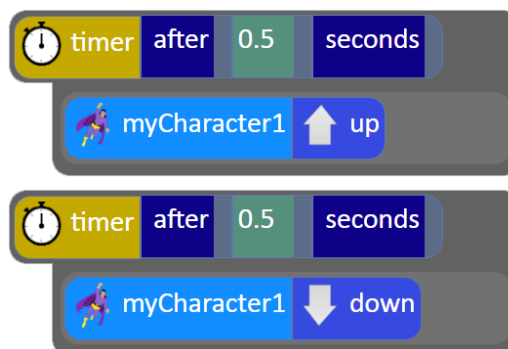 timer after 0.5 seconds
myCharacter1 up
timer after 0.5 seconds
myCharacter1 down